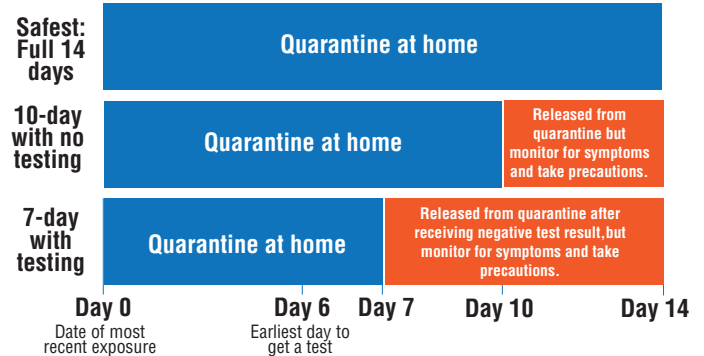 Safest:
Full 14
days
Quarantine at home
10-day
with no
testing
Quarantine at home
Released from
quarantine but
monitor for symptoms
and take precautions.
7-day
with
testing
Quarantine at home
Released from quarantine after
receiving negative test result,but
monitor for symptoms and take
precautions.
Day 0 Day 6 Day 7 Day 10 Day 14
Date of most
recent exposure
Earliest day to
get a test